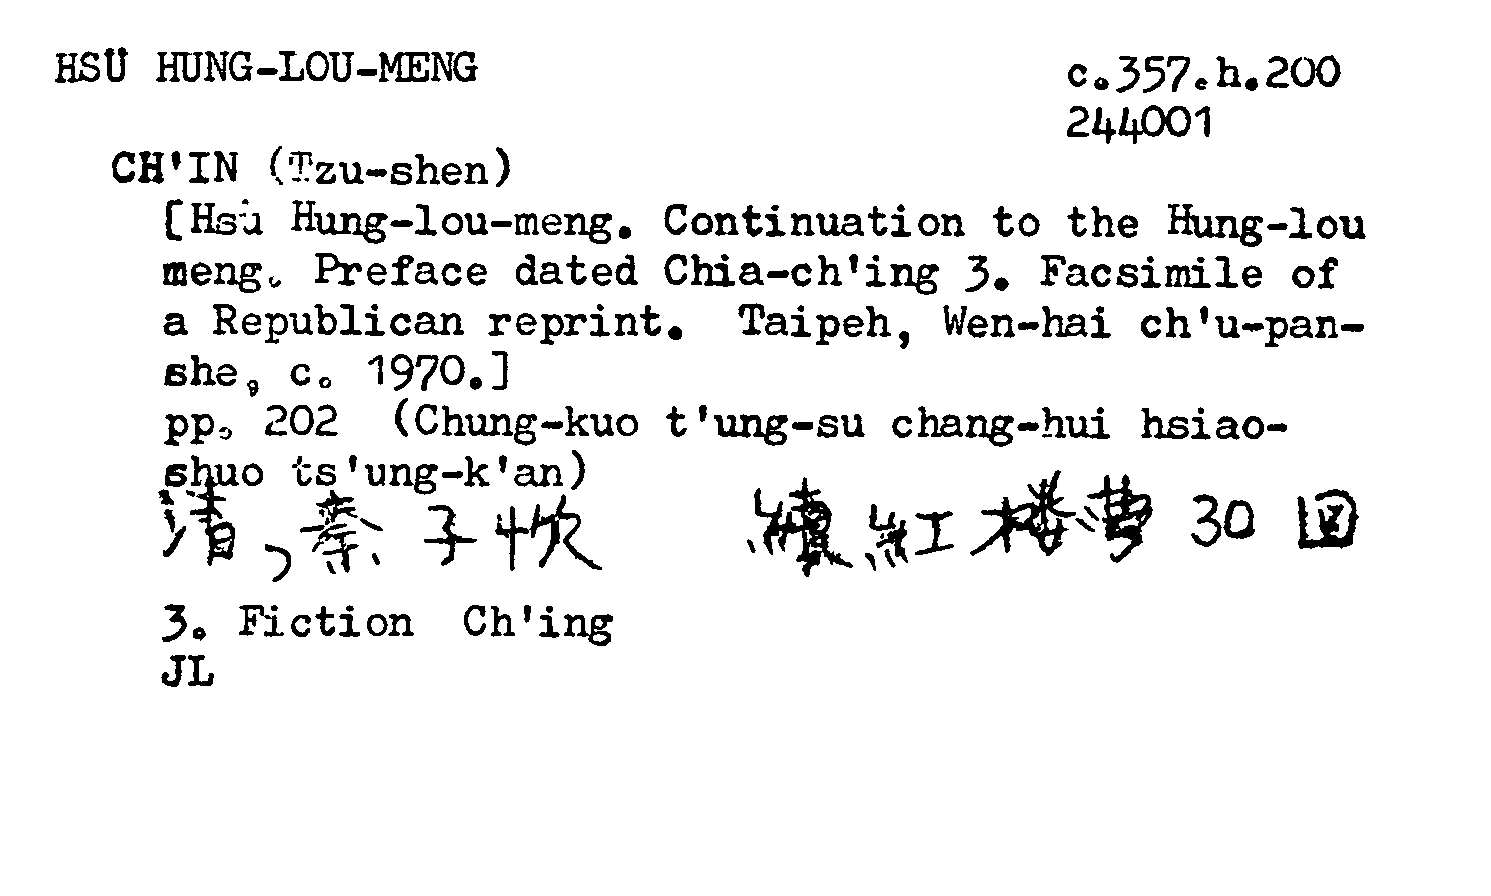 HSÜ HUNG-LOU-MENG
c.357.h.200
244001
CH'IN (Tzu-shen)
[Hsü Hung-lou-meng. Continuation to the Hung-lou
meng. Preface dated Chia-ch'ing 3. Facsimile of
a Republican reprint. Taipeh, Wen-hai ch'u-pan-
she, c. 1970.]
pp. 202 (Chung-kuo t'ung-su chang-hui hsiao-
shuo ts'ung-k'an)
清, 秦子忱 續紅楼夢 30 回
3. Fiction Ch'ing
JL